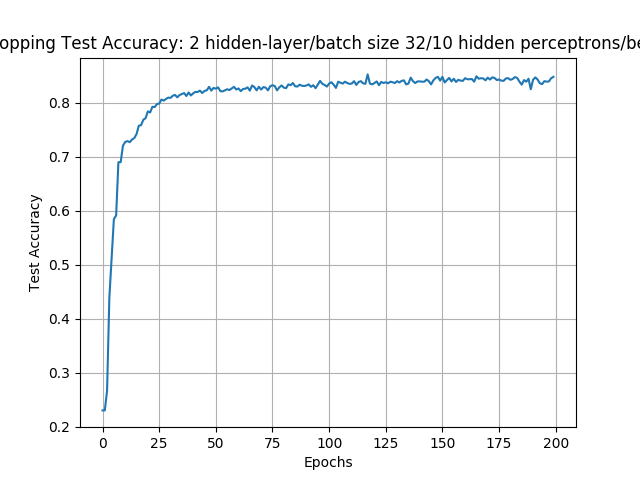 opping Test Accuracy: 2 hidden-layer/batch size 32/10 hidden perceptrons/be
0.8
0.7
0.6
0.5
0.4
0.3
0.2
Test Accuracy
0 25 50 75 100 125 150 175 200
Epochs